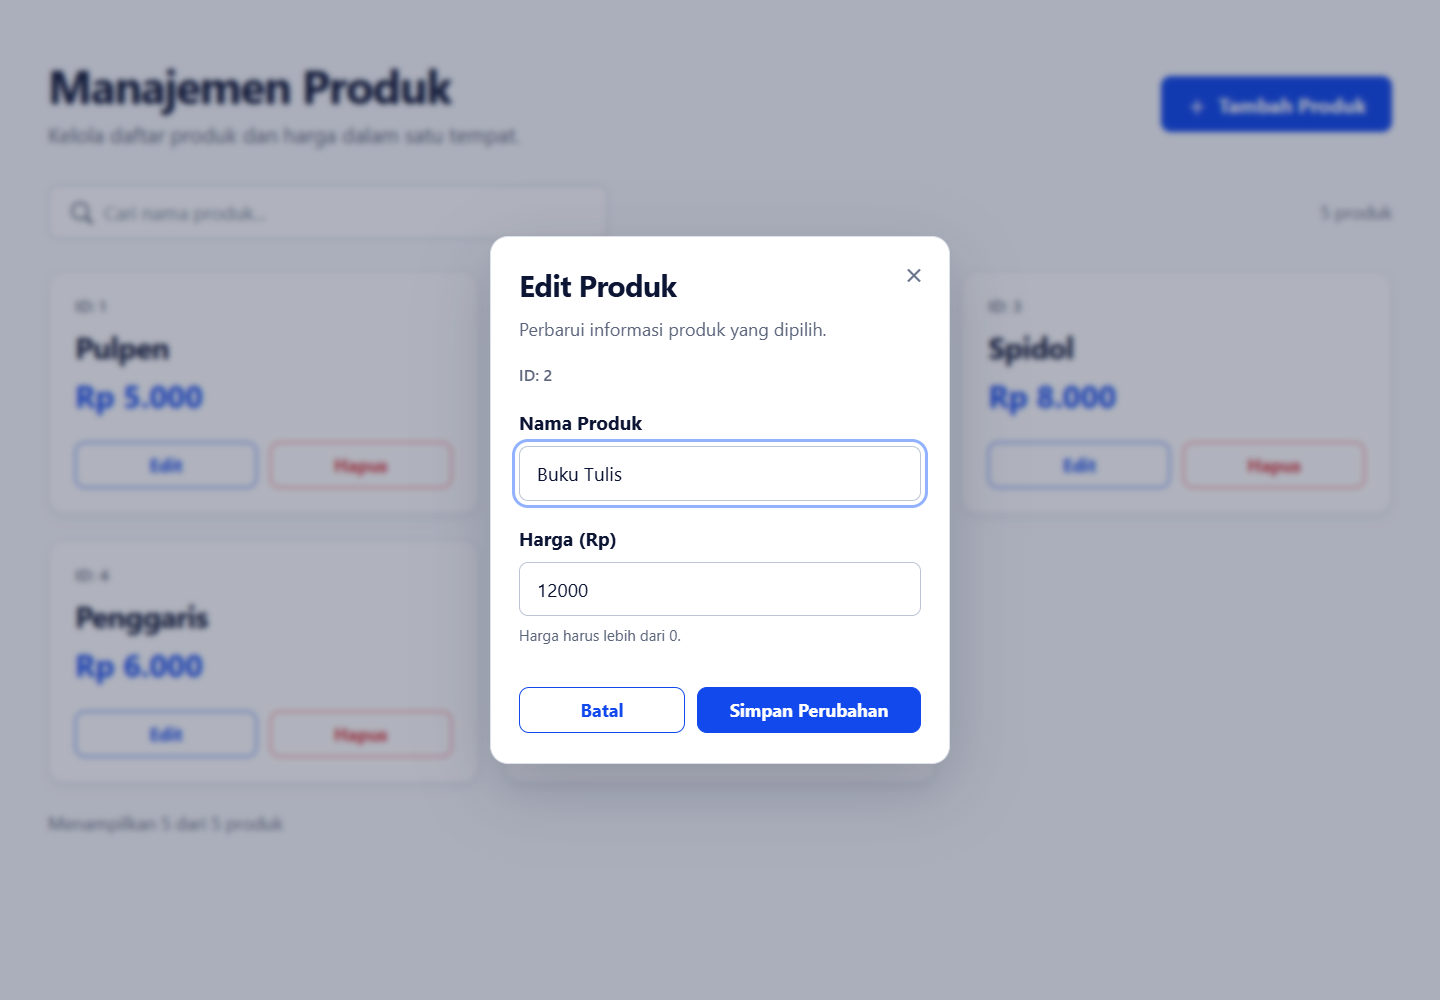 Manajemen Produk
+ Tambah Produk
Kelola daftar produk dan harga dalam satu tempat.
Cari nama produk...
5 produk
ID: 1
Pulpen
Rp 5.000
Edit
Hapus
Edit Produk
×
Perbarui informasi produk yang dipilih.
ID: 2
Nama Produk
Buku Tulis
Harga (Rp)
12000
Harga harus lebih dari 0.
Batal
Simpan Perubahan
ID: 3
Spidol
Rp 8.000
Edit
Hapus
ID: 4
Penggaris
Rp 6.000
Edit
Hapus
Menampilkan 5 dari 5 produk